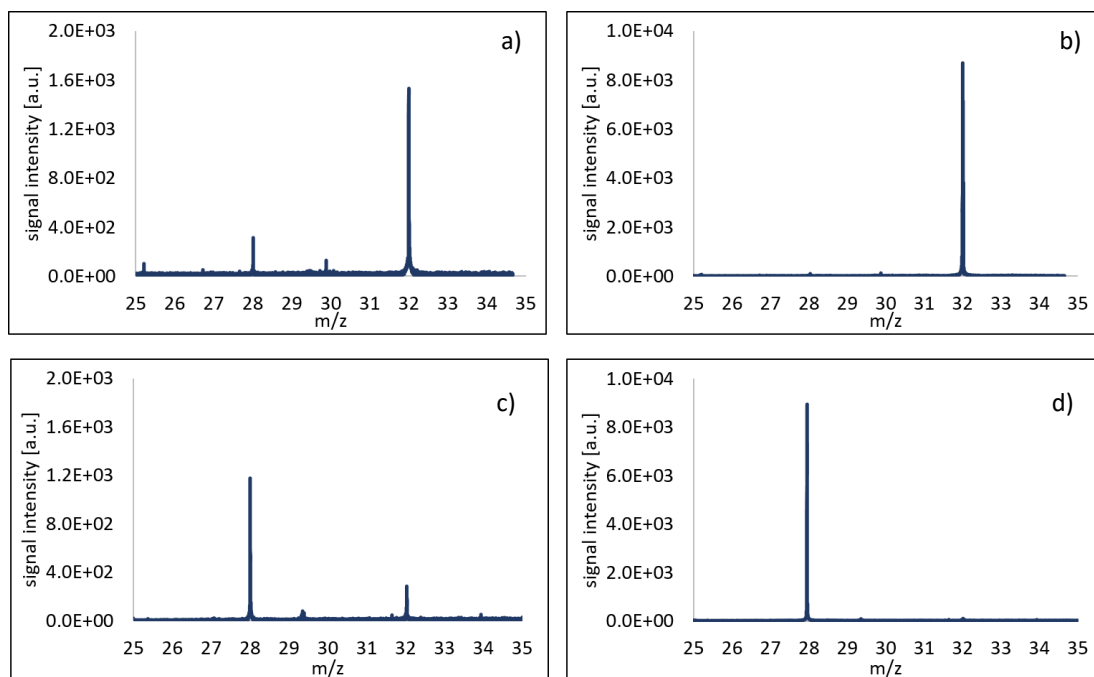 a)
signal intensity [a.u.]
2.0E+03
1.6E+03
1.2E+03
8.0E+02
4.0E+02
0.0E+00
25 26 27 28 29 30 31 32 33 34 35
m/z
b)
signal intensity [a.u.]
1.0E+04
8.0E+03
6.0E+03
4.0E+03
2.0E+03
0.0E+00
25 26 27 28 29 30 31 32 33 34 35
m/z
c)
signal intensity [a.u.]
2.0E+03
1.6E+03
1.2E+03
8.0E+02
4.0E+02
0.0E+00
25 26 27 28 29 30 31 32 33 34 35
m/z
d)
signal intensity [a.u.]
1.0E+04
8.0E+03
6.0E+03
4.0E+03
2.0E+03
0.0E+00
25 26 27 28 29 30 31 32 33 34 35
m/z